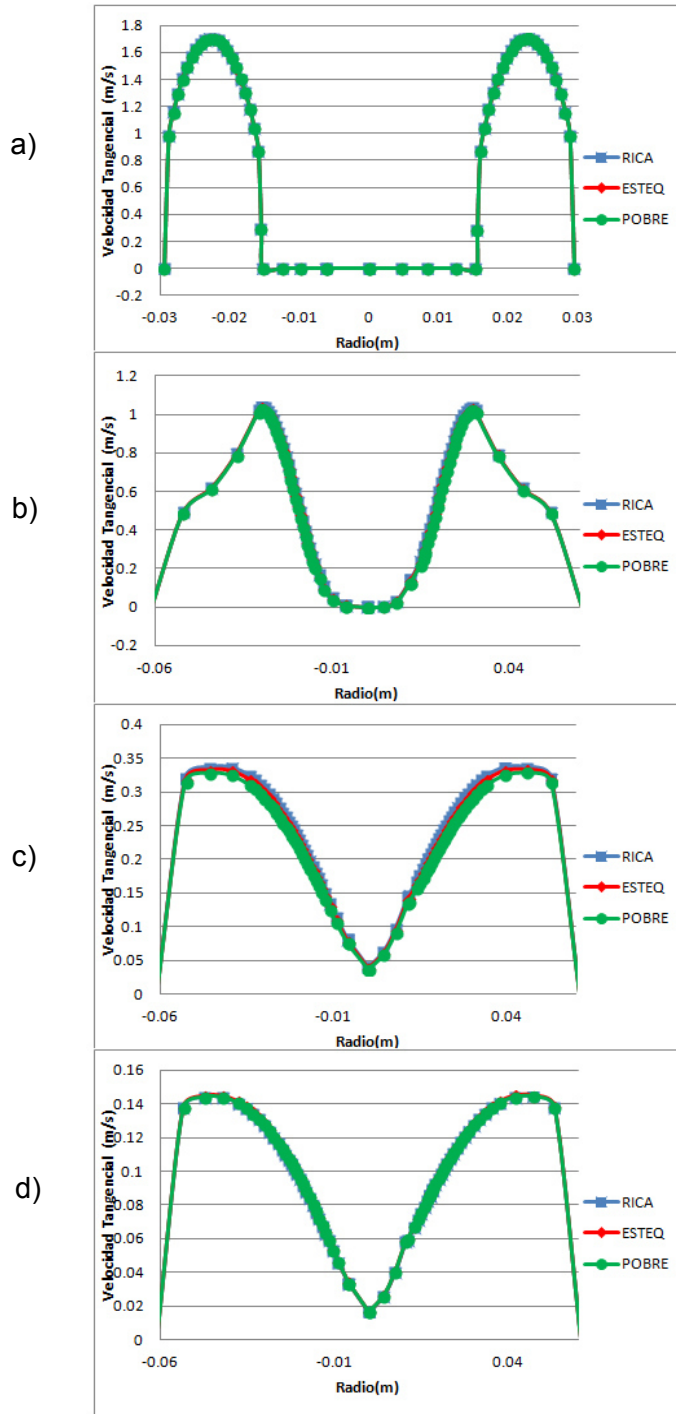 a)
Velocidad Tangencial (m/s)
1.8
1.6
1.4
1.2
1
0.8
0.6
0.4
0.2
0
-0.2
-0.03
-0.02
-0.01
0
0.01
0.02
0.03
Radio(m)
RICA
ESTEQ
POBRE
b)
Velocidad Tangencial (m/s)
1.2
1
0.8
0.6
0.4
0.2
0
-0.2
-0.06
-0.01
0.04
Radio(m)
RICA
ESTEQ
POBRE
c)
Velocidad Tangencial (m/s)
0.4
0.35
0.3
0.25
0.2
0.15
0.1
0.05
0
-0.06
-0.01
0.04
Radio(m)
RICA
ESTEQ
POBRE
d)
Velocidad Tangencial (m/s)
0.16
0.14
0.12
0.1
0.08
0.06
0.04
0.02
0
-0.06
-0.01
0.04
Radio(m)
RICA
ESTEQ
POBRE